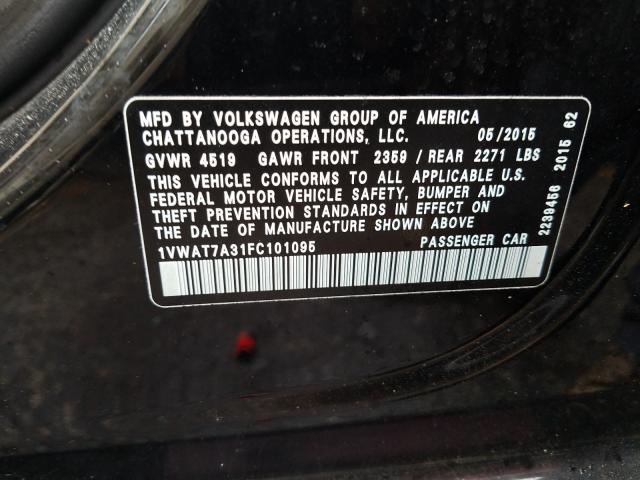 MFD BY VOLKSWAGEN GROUP OF AMERICA
CHATTANOOGA OPERATIONS, LLC. 05/2015
GVWR 4519 GAWR FRONT 2359 / REAR 2271 LBS
THIS VEHICLE CONFORMS TO ALL APPLICABLE U.S.
FEDERAL MOTOR VEHICLE SAFETY, BUMPER AND
THEFT PREVENTION STANDARDS IN EFFECT ON
THE DATE OF MANUFACTURE SHOWN ABOVE
1VWAT7A31FC101095 PASSENGER CAR
2239456 2015 62